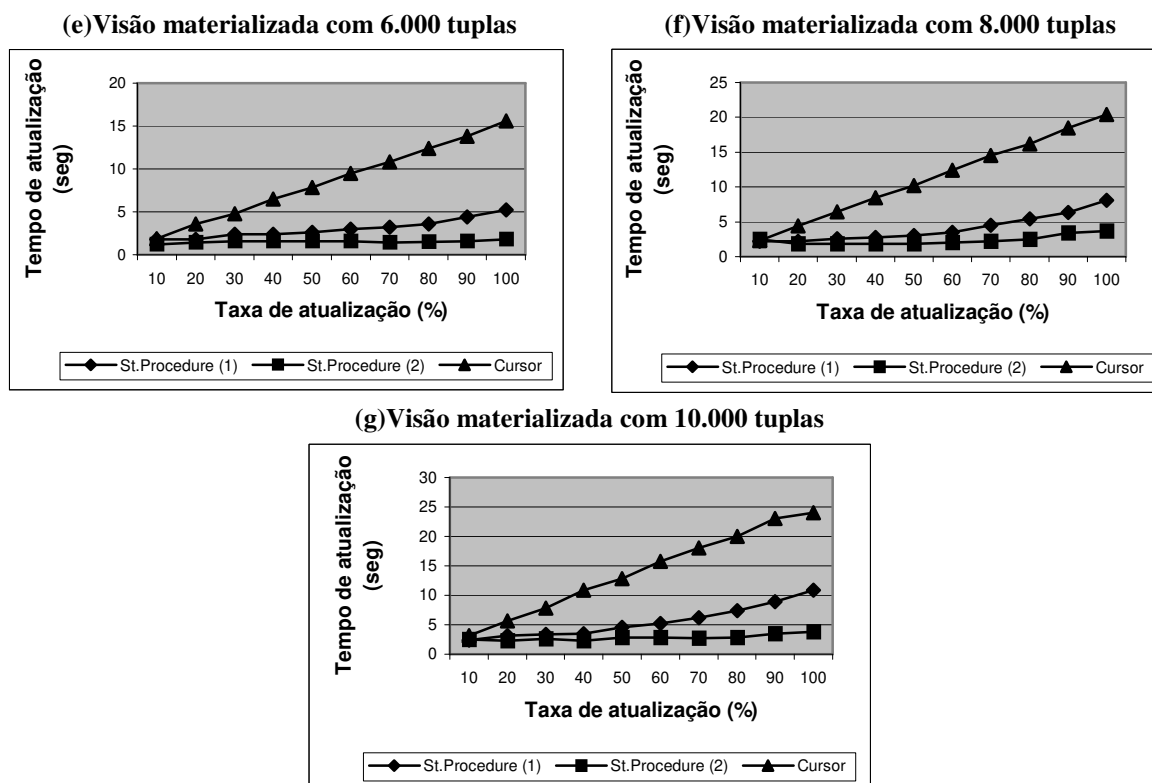 (e)Visão materializada com 6.000 tuplas
Tempo de atualização
(seg)
20
15
10
5
0
10 20 30 40 50 60 70 80 90 100
Taxa de atualização (%)
St.Procedure (1) St.Procedure (2) Cursor
(f)Visão materializada com 8.000 tuplas
Tempo de atualização
(seg)
25
20
15
10
5
0
10 20 30 40 50 60 70 80 90 100
Taxa de atualização (%)
St.Procedure (1) St.Procedure (2) Cursor
(g)Visão materializada com 10.000 tuplas
Tempo de atualização
(seg)
30
25
20
15
10
5
0
10 20 30 40 50 60 70 80 90 100
Taxa de atualização (%)
St.Procedure (1) St.Procedure (2) Cursor